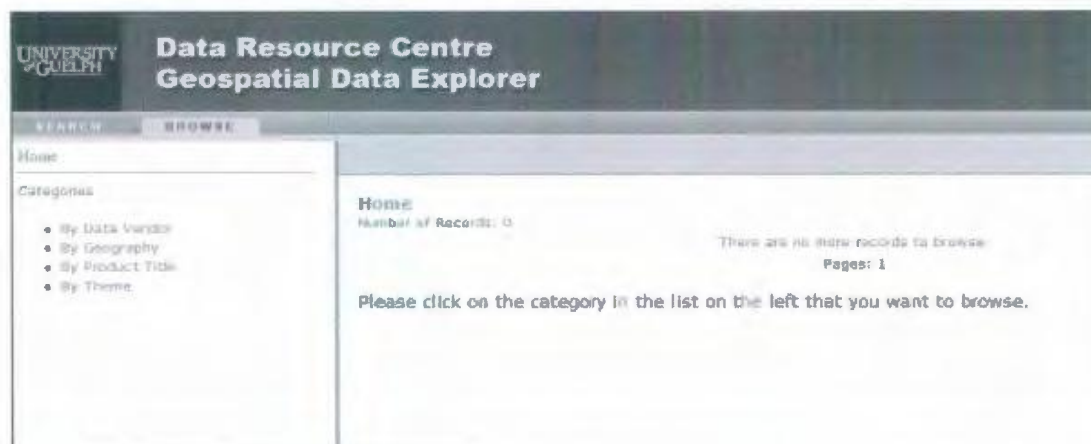 UNIVERSITY
of GUELPH
Data Resource Centre
Geospatial Data Explorer
SEARCH BROWSE
Home
Categories
By Data Vendor
By Geography
By Product Title
By Theme
Home
Number of Records: 0
There are no more records to browse
Pages: 1
Please click on the category in the list on the left that you want to browse.